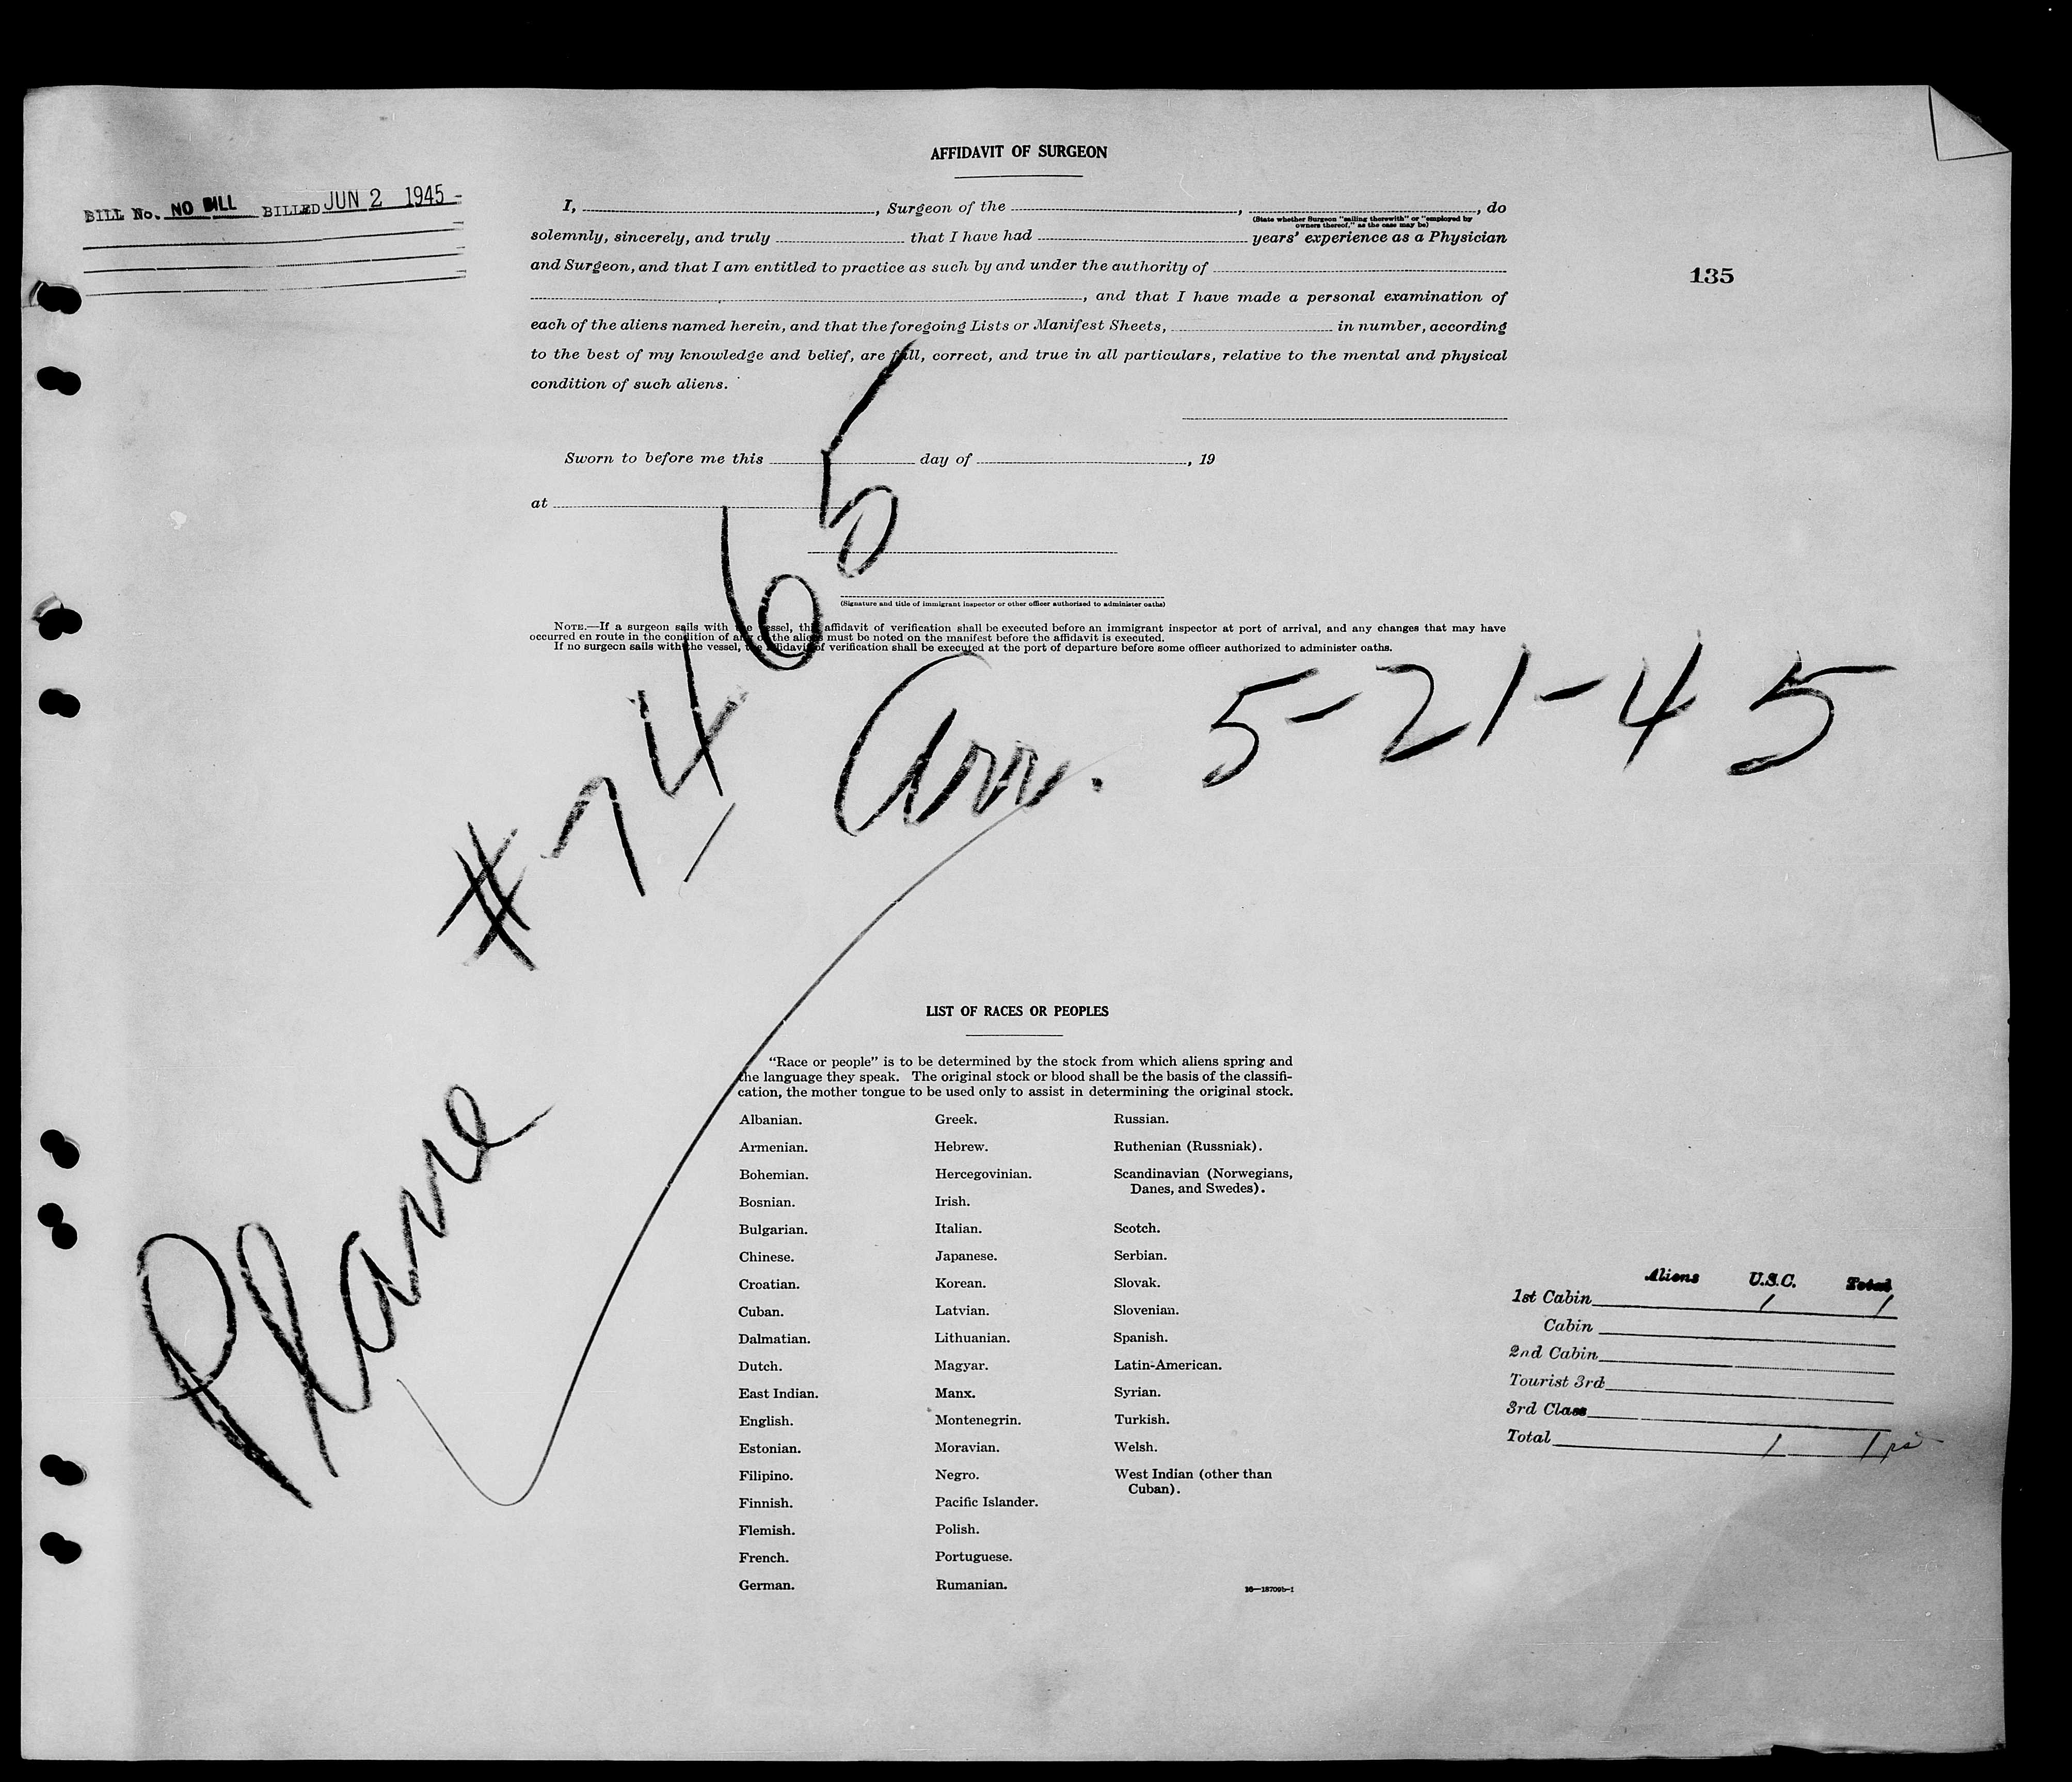 AFFIDAVIT OF SURGEON
BILL No. NO BILL BILLED JUN 2 1945
I, , Surgeon of the , , do
(State whether Surgeon "sailing therewith" or "employed by
owners thereof," as the case may be)
solemnly, sincerely, and truly that I have had years' experience as a Physician
and Surgeon, and that I am entitled to practice as such by and under the authority of
, and that I have made a personal examination of
135
each of the aliens named herein, and that the foregoing Lists or Manifest Sheets, in number, according
to the best of my knowledge and belief, are full, correct, and true in all particulars, relative to the mental and physical
condition of such aliens.
Sworn to before me this day of , 19
at
(Signature and title of immigrant inspector or other officer authorized to administer oaths)
NOTE.—If a surgeon sails with the vessel, this affidavit of verification shall be executed before an immigrant inspector at port of arrival, and any changes that may have
occurred en route in the condition of any of the aliens must be noted on the manifest before the affidavit is executed.
If no surgeon sails with the vessel, the affidavit of verification shall be executed at the port of departure before some officer authorized to administer oaths.
Plane #7465
Arr. 5-21-45
LIST OF RACES OR PEOPLES
"Race or people" is to be determined by the stock from which aliens spring and
the language they speak. The original stock or blood shall be the basis of the classifi-
cation, the mother tongue to be used only to assist in determining the original stock.
Albanian.
Armenian.
Bohemian.
Bosnian.
Bulgarian.
Chinese.
Croatian.
Cuban.
Dalmatian.
Dutch.
East Indian.
English.
Estonian.
Filipino.
Finnish.
Flemish.
French.
German.
Greek.
Hebrew.
Hercegovinian.
Irish.
Italian.
Japanese.
Korean.
Latvian.
Lithuanian.
Magyar.
Manx.
Montenegrin.
Moravian.
Negro.
Pacific Islander.
Polish.
Portuguese.
Rumanian.
Russian.
Ruthenian (Russniak).
Scandinavian (Norwegians,
Danes, and Swedes).
Scotch.
Serbian.
Slovak.
Slovenian.
Spanish.
Latin-American.
Syrian.
Turkish.
Welsh.
West Indian (other than
Cuban).
16—18709b-1
Aliens U.S.C. Total
1st Cabin 1 1
Cabin
2nd Cabin
Tourist 3rd
3rd Class
Total 1 1